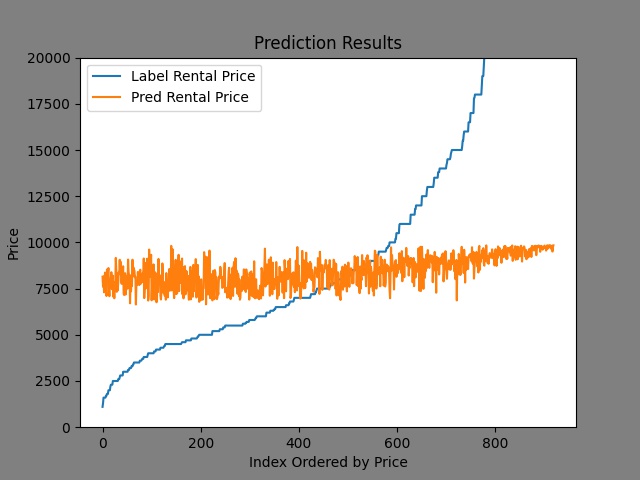 Prediction Results
Label Rental Price
Pred Rental Price
20000
17500
15000
12500
10000
7500
5000
2500
0
Price
0 200 400 600 800
Index Ordered by Price